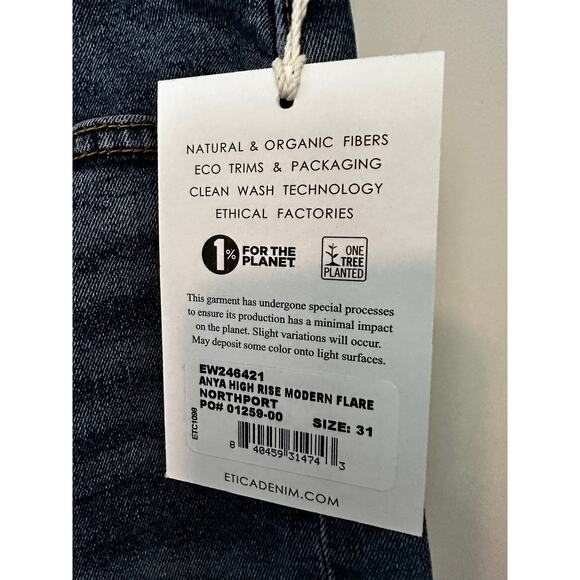 NATURAL & ORGANIC FIBERS
ECO TRIMS & PACKAGING
CLEAN WASH TECHNOLOGY
ETHICAL FACTORIES
1% FOR THE
PLANET
ONE
TREE
PLANTED
This garment has undergone special processes
to ensure its production has a minimal impact
on the planet. Slight variations will occur.
May deposit some color onto light surfaces.
EW246421
ANYA HIGH RISE MODERN FLARE
NORTHPORT
PO# 01259-00 SIZE: 31
8 40459 31474 3
ETC1098
ETICADENIM.COM